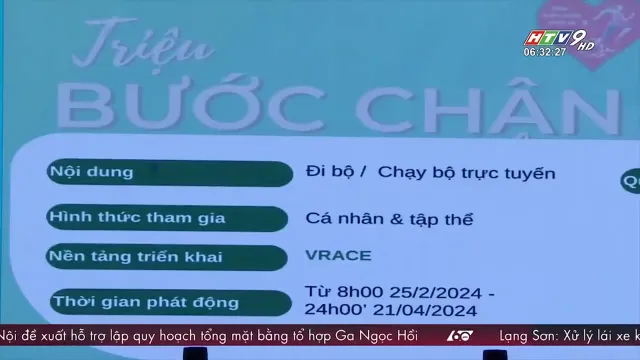 HTV9 HD
06:32:27
Triệu
BƯỚC CHÂN
Nội dung
Đi bộ / Chạy bộ trực tuyến
Hình thức tham gia
Cá nhân & tập thể
Nền tảng triển khai
VRACE
Thời gian phát động
Từ 8h00 25/2/2024 -
24h00' 21/04/2024
Nội đề xuất hỗ trợ lập quy hoạch tổng mặt bằng tổ hợp Ga Ngọc Hồi
Lạng Sơn: Xử lý lái xe